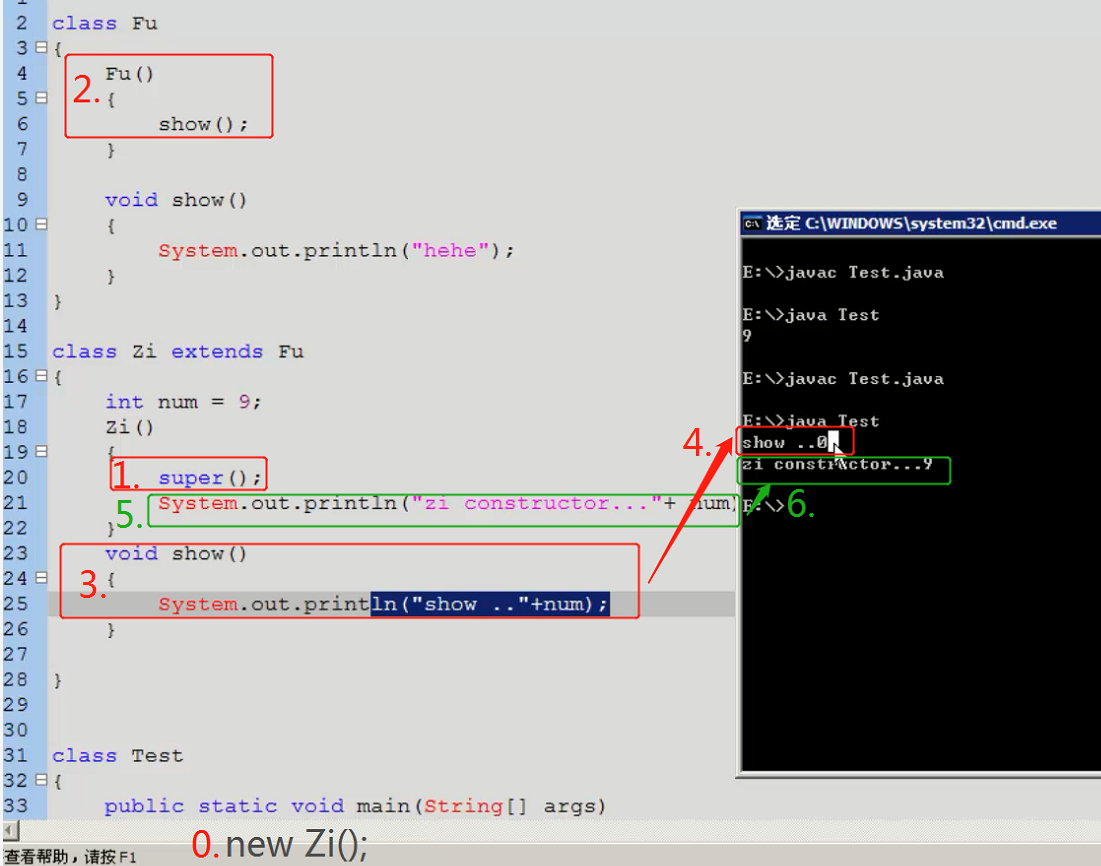 2 class Fu
3 {
4 Fu()
5 {
6 show();
7 }
8
9 void show()
10 {
11 System.out.println("hehe");
12 }
13 }
14
15 class Zi extends Fu
16 {
17 int num = 9;
18 Zi()
19 {
20 super();
21 System.out.println("zi constructor..."+ num)
22 }
23 void show()
24 {
25 System.out.println("show .."+num);
26 }
27
28 }
29
30
31 class Test
32 {
33 public static void main(String[] args)
2.
1.
5.
3.
4.
6.
0. new Zi();
选定 C:\WINDOWS\system32\cmd.exe
E:\>javac Test.java
E:\>java Test
9
E:\>javac Test.java
E:\>java Test
show ..0
zi constructor...9
E:\>
查看帮助，请按 F1